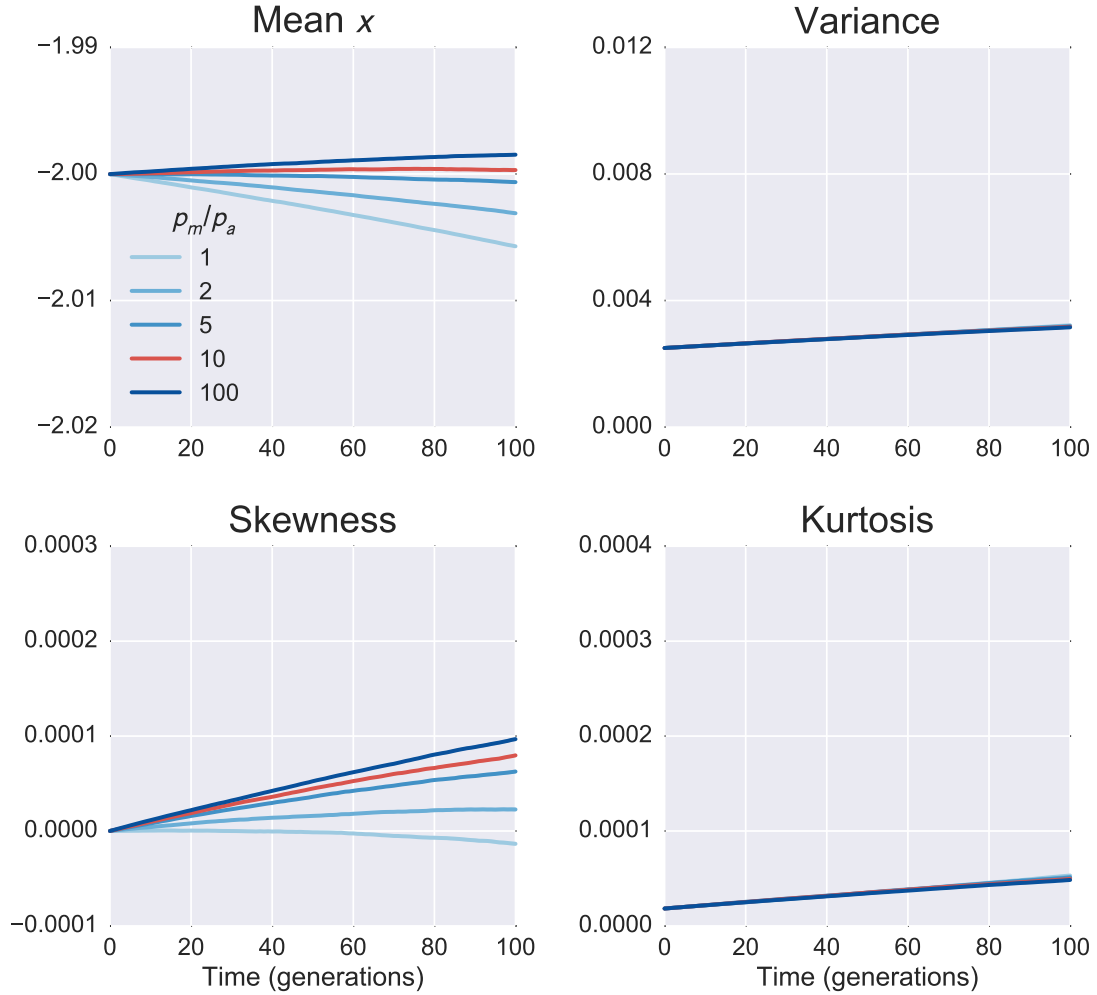 Mean x
−1.99
−2.00
−2.01
−2.02
p_m/p_a
1
2
5
10
100
0 20 40 60 80 100
Variance
0.012
0.008
0.004
0.000
0 20 40 60 80 100
Skewness
0.0003
0.0002
0.0001
0.0000
−0.0001
0 20 40 60 80 100
Time (generations)
Kurtosis
0.0004
0.0003
0.0002
0.0001
0.0000
0 20 40 60 80 100
Time (generations)